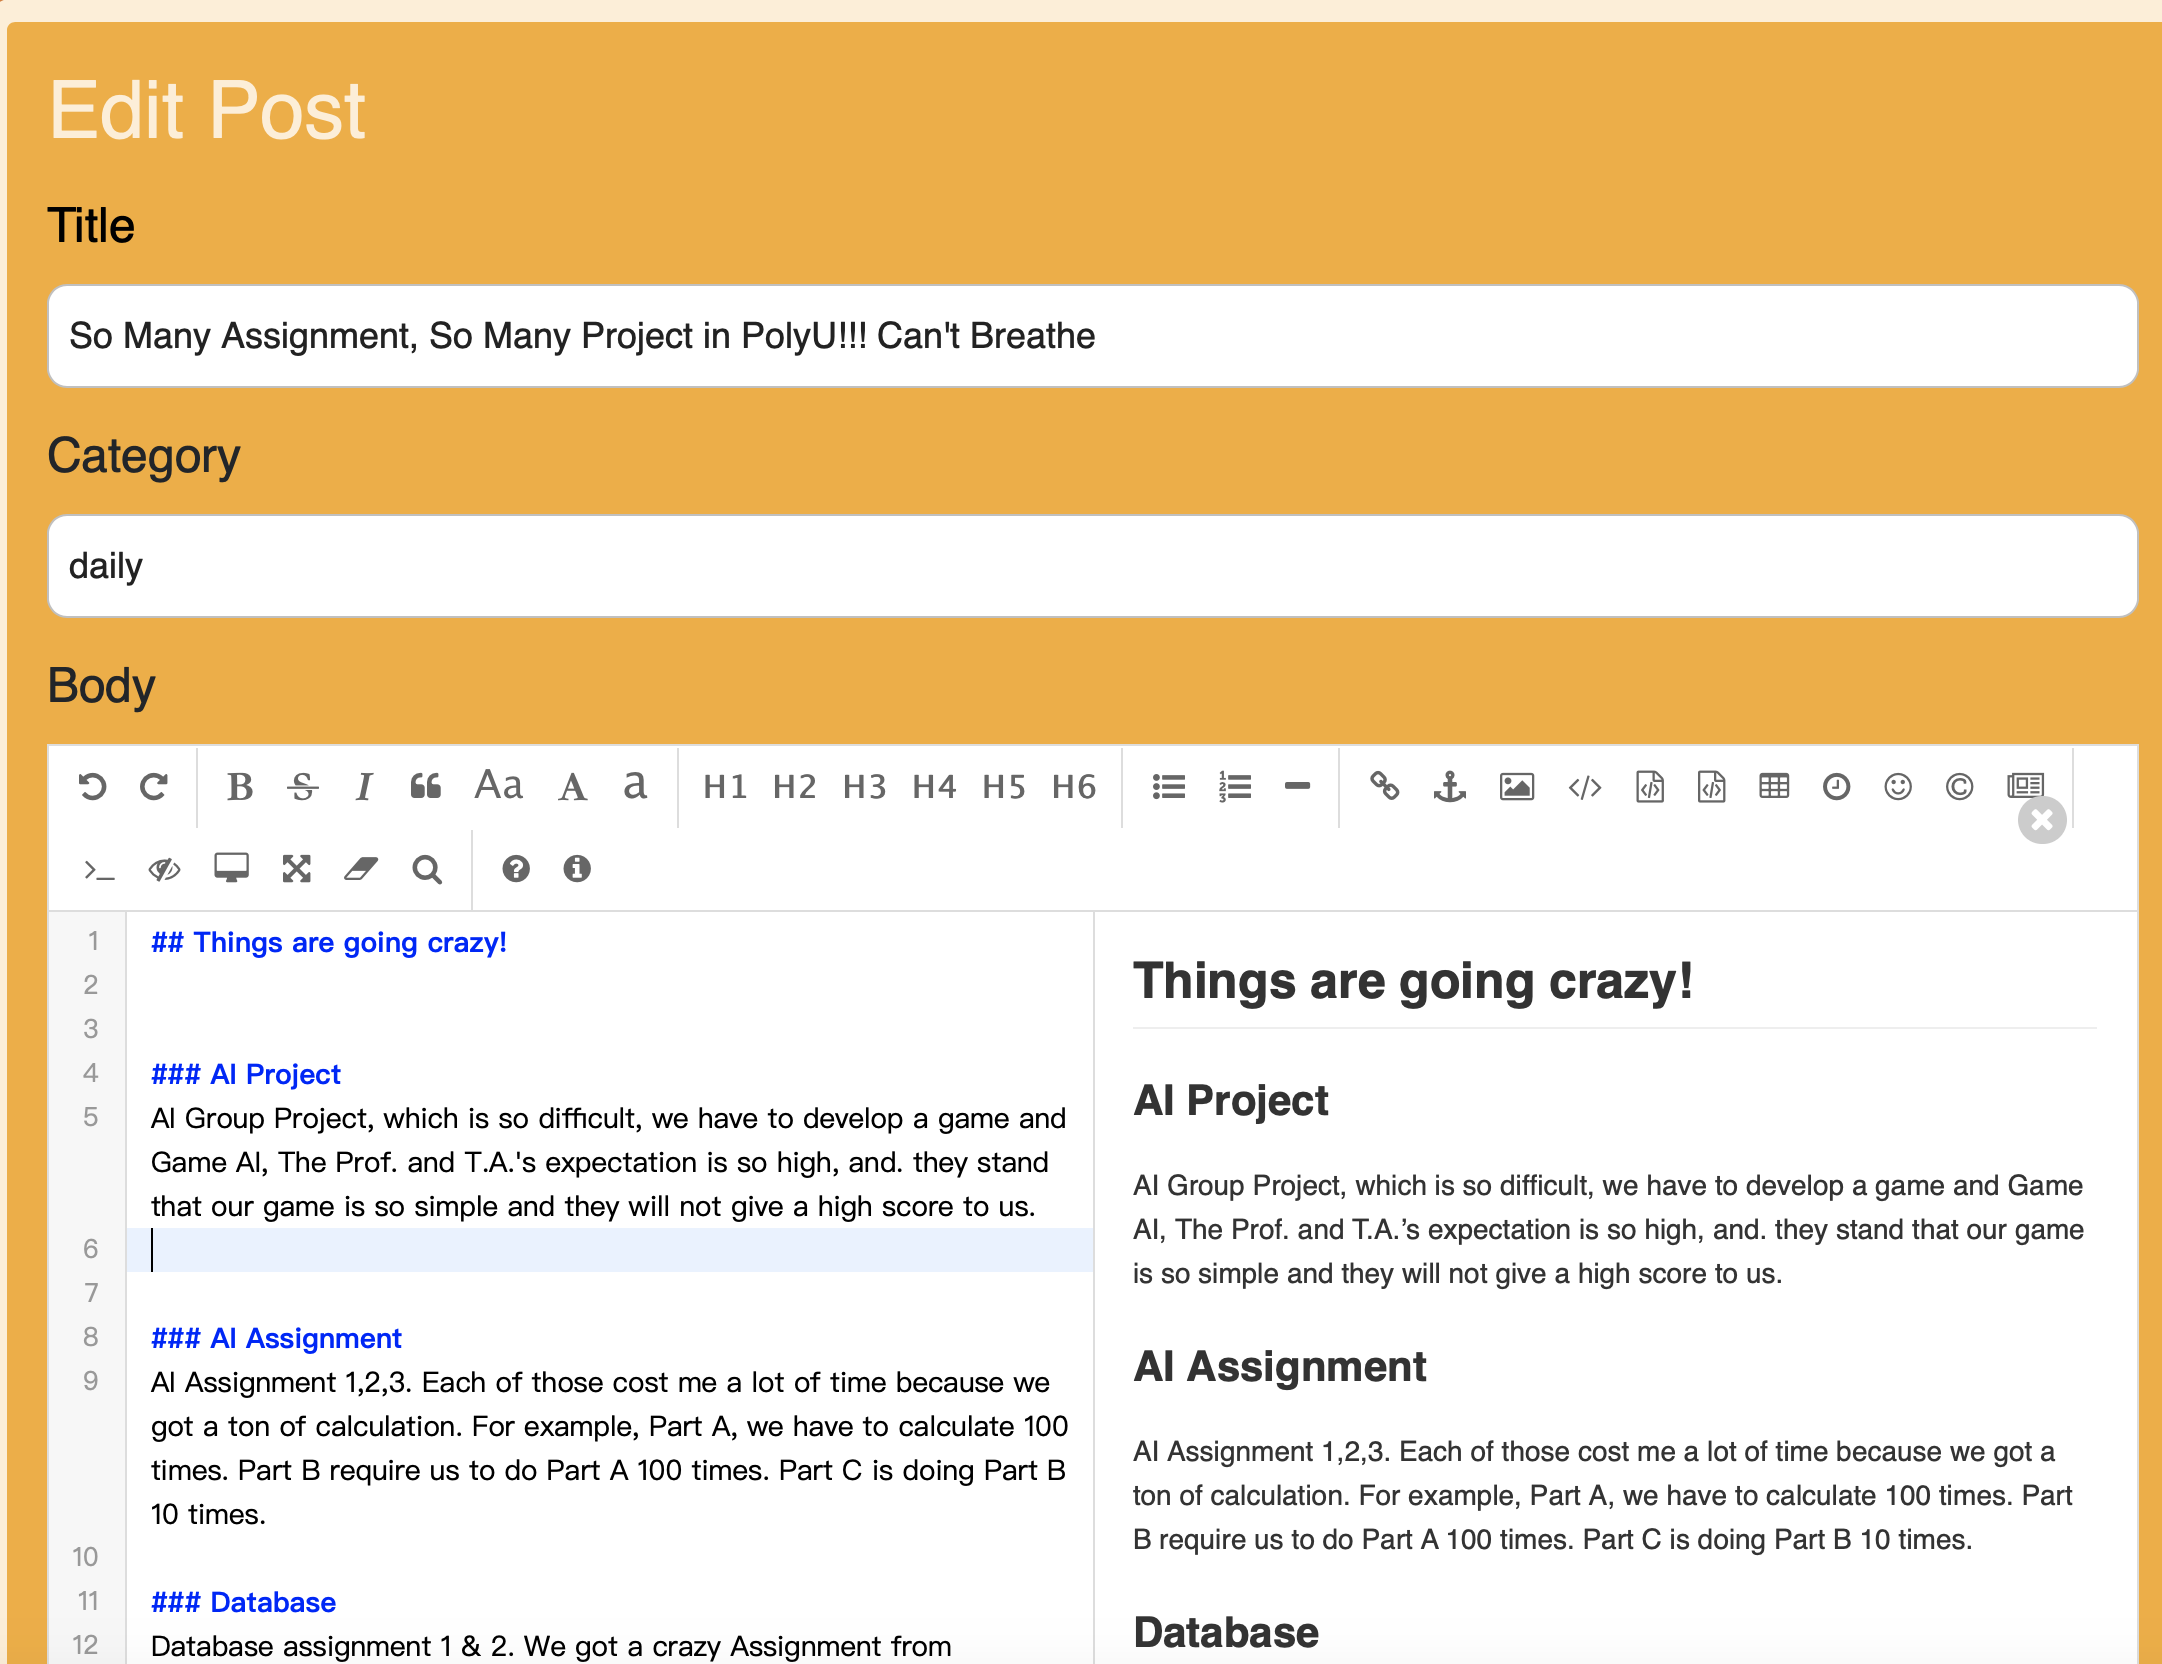 Edit Post
Title
So Many Assignment, So Many Project in PolyU!!! Can't Breathe
Category
daily
Body
B S I Aa A a H1 H2 H3 H4 H5 H6
1 ## Things are going crazy!
2
3
4 ### AI Project
5 AI Group Project, which is so difficult, we have to develop a game and
Game AI, The Prof. and T.A.'s expectation is so high, and. they stand
that our game is so simple and they will not give a high score to us.
6
7
8 ### AI Assignment
9 AI Assignment 1,2,3. Each of those cost me a lot of time because we
got a ton of calculation. For example, Part A, we have to calculate 100
times. Part B require us to do Part A 100 times. Part C is doing Part B
10 times.
10
11 ### Database
12 Database assignment 1 & 2. We got a crazy Assignment from
Things are going crazy!
AI Project
AI Group Project, which is so difficult, we have to develop a game and Game
AI, The Prof. and T.A.’s expectation is so high, and. they stand that our game
is so simple and they will not give a high score to us.
AI Assignment
AI Assignment 1,2,3. Each of those cost me a lot of time because we got a
ton of calculation. For example, Part A, we have to calculate 100 times. Part
B require us to do Part A 100 times. Part C is doing Part B 10 times.
Database